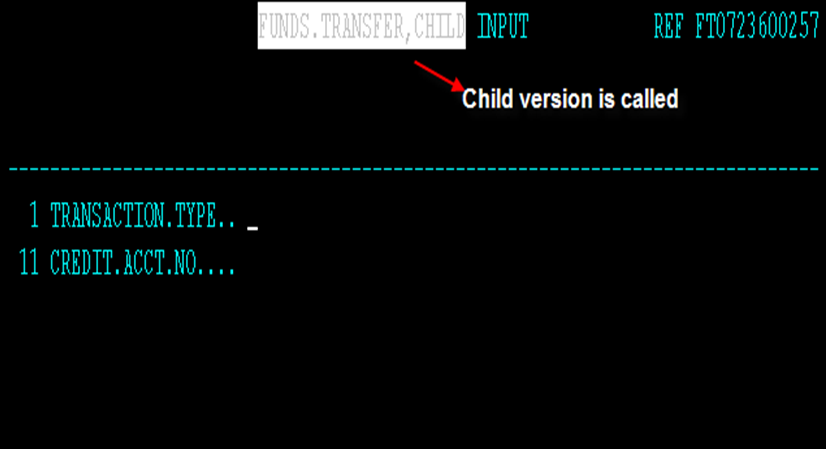 FUNDS.TRANSFER,CHILD INPUT REF FT0723600257
Child version is called
--------------------------------------------------------------------------------
1 TRANSACTION.TYPE.. _
11 CREDIT.ACCT.NO....